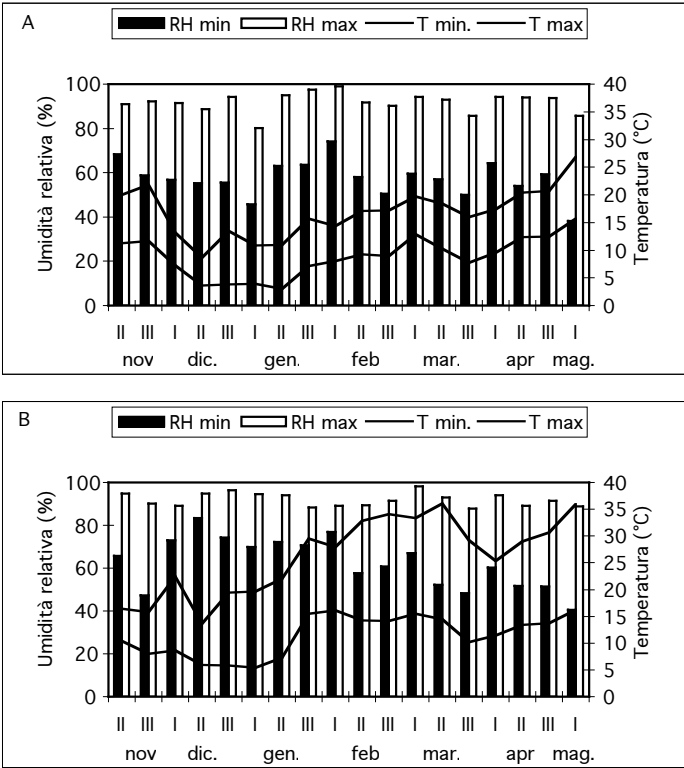 A
RH min RH max T min. T max
Umidità relativa (%)
100
80
60
40
20
0
40
35
30
25
20
15
10
5
0
Temperatura (°C)
II III I II III I II III I II III I II III I II III I
nov dic. gen. feb mar. apr mag.
B
RH min RH max T min. T max
Umidità relativa (%)
100
80
60
40
20
0
40
35
30
25
20
15
10
5
0
Temperatura (°C)
II III I II III I II III I II III I II III I II III I
nov dic. gen. feb mar. apr mag.